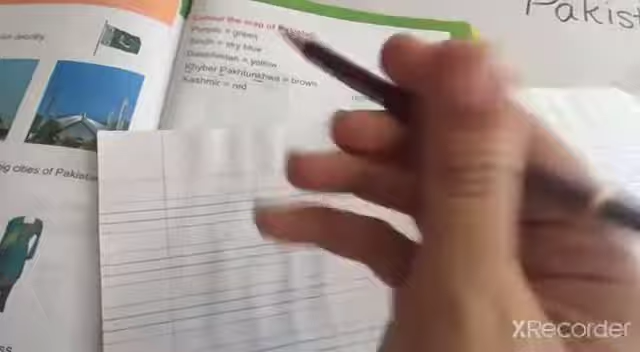 Pakist
Colour the map of Pakistan.
Punjab = green
Sindh = sky blue
Balochistan = yellow
Khyber Pakhtunkhwa = brown
Kashmir = red
big cities of Pakistan
XRecorder